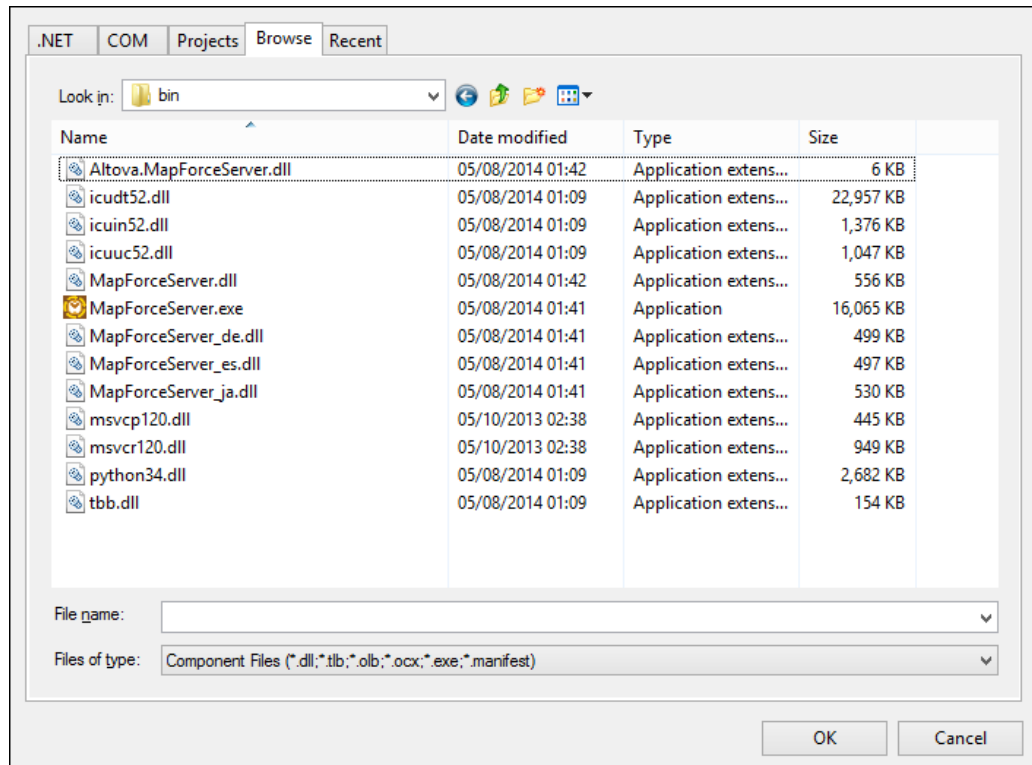 .NET COM Projects Browse Recent
Look in: bin
Name Date modified Type Size
Altova.MapForceServer.dll 05/08/2014 01:42 Application extens... 6 KB
icudt52.dll 05/08/2014 01:09 Application extens... 22,957 KB
icuin52.dll 05/08/2014 01:09 Application extens... 1,376 KB
icuuc52.dll 05/08/2014 01:09 Application extens... 1,047 KB
MapForceServer.dll 05/08/2014 01:42 Application extens... 556 KB
MapForceServer.exe 05/08/2014 01:41 Application 16,065 KB
MapForceServer_de.dll 05/08/2014 01:41 Application extens... 499 KB
MapForceServer_es.dll 05/08/2014 01:41 Application extens... 497 KB
MapForceServer_ja.dll 05/08/2014 01:41 Application extens... 530 KB
msvcp120.dll 05/10/2013 02:38 Application extens... 445 KB
msvcr120.dll 05/10/2013 02:38 Application extens... 949 KB
python34.dll 05/08/2014 01:09 Application extens... 2,682 KB
tbb.dll 05/08/2014 01:09 Application extens... 154 KB
File name:
Files of type: Component Files (*.dll;*.tlb;*.olb;*.ocx;*.exe;*.manifest)
OK Cancel